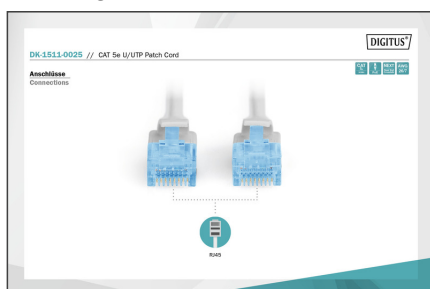 DIGITUS®
DK-1511-0025 // CAT 5e U/UTP Patch Cord
Anschlüsse
Connections
RJ45